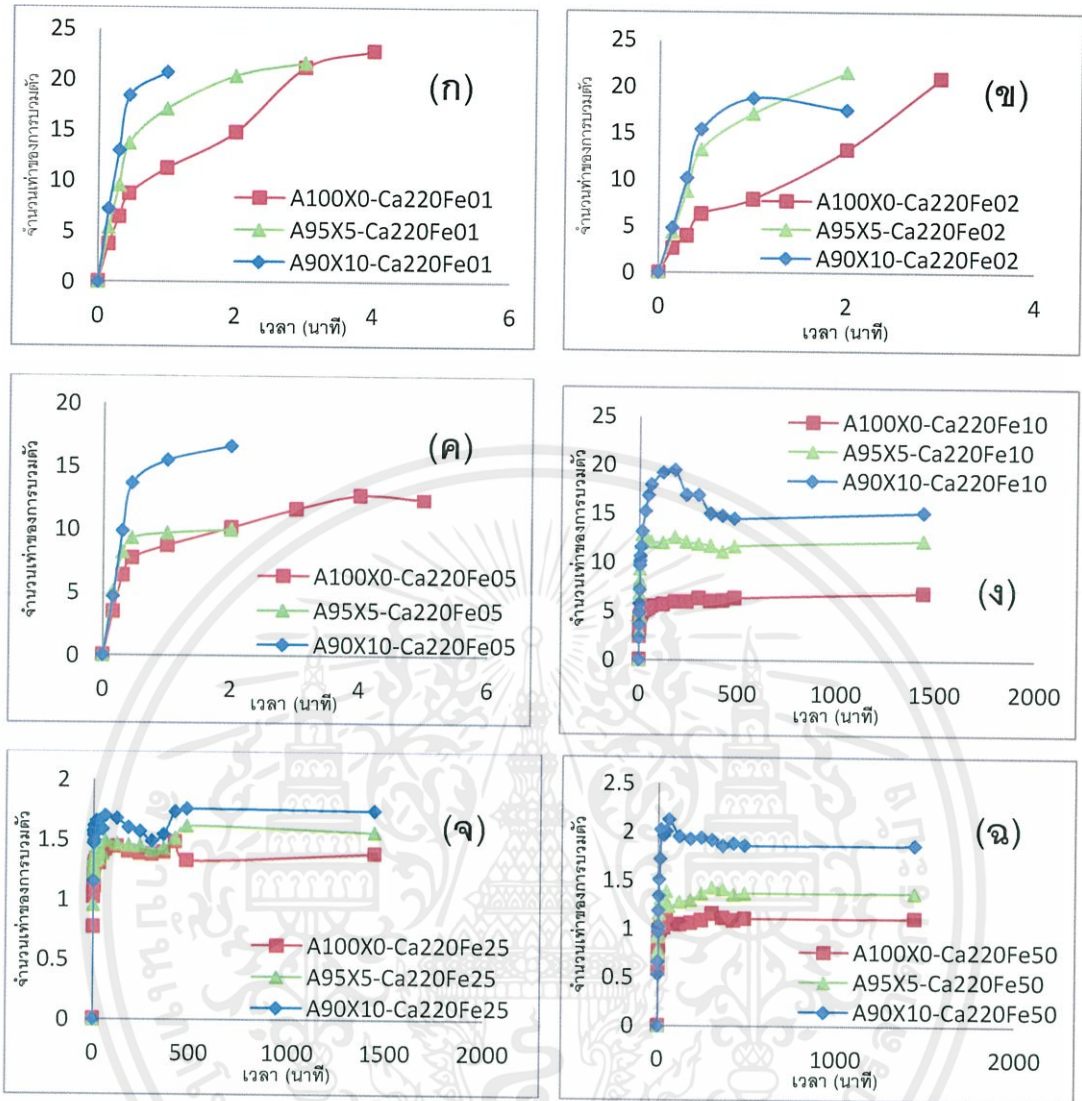 25
20
15
10
5
0
จำนวนเท่าของการบวมตัว
(ก)
A100X0-Ca220Fe01
A95X5-Ca220Fe01
A90X10-Ca220Fe01
0 2 4 6
เวลา (นาที)
25
20
15
10
5
0
จำนวนเท่าของการบวมตัว
(ข)
A100X0-Ca220Fe02
A95X5-Ca220Fe02
A90X10-Ca220Fe02
0 2 4
เวลา (นาที)
20
15
10
5
0
จำนวนเท่าของการบวมตัว
(ค)
A100X0-Ca220Fe05
A95X5-Ca220Fe05
A90X10-Ca220Fe05
0 2 4 6
เวลา (นาที)
25
20
15
10
5
0
จำนวนเท่าของการบวมตัว
A100X0-Ca220Fe10
A95X5-Ca220Fe10
A90X10-Ca220Fe10
(ง)
0 500 1000 1500 2000
เวลา (นาที)
2
1.5
1
0.5
0
จำนวนเท่าของการบวมตัว
(จ)
A100X0-Ca220Fe25
A95X5-Ca220Fe25
A90X10-Ca220Fe25
0 500 1000 1500 2000
เวลา (นาที)
2.5
2
1.5
1
0.5
0
จำนวนเท่าของการบวมตัว
(ฉ)
A100X0-Ca220Fe50
A95X5-Ca220Fe50
A90X10-Ca220Fe50
0 1000 2000
เวลา (นาที)